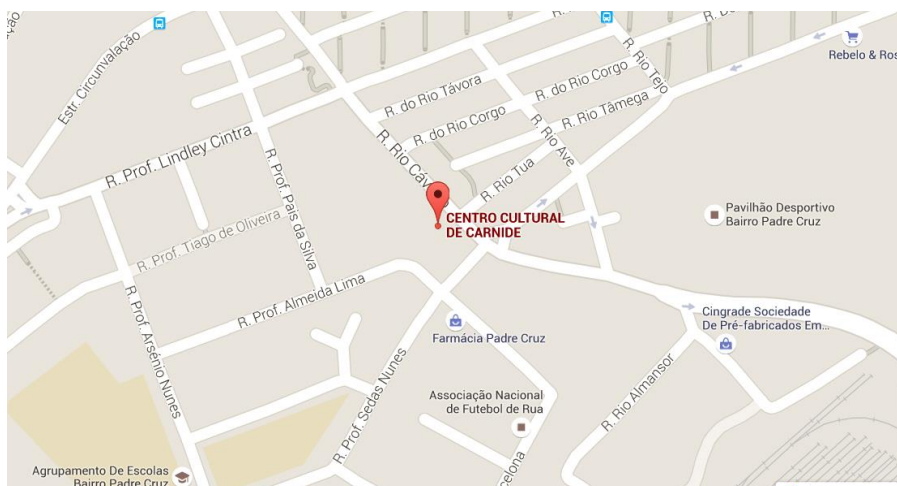 Estr. Circunvalação
R. Rio Tejo
Rebelo & Ros
R. do Rio Távora
R. do Rio Corgo
R. do Rio Corgo
R. Rio Tâmega
R. Rio Ave
R. Prof. Lindley Cintra
R. Rio Tua
R. Prof. Pais da Silva
CENTRO CULTURAL
DE CARNIDE
Pavilhão Desportivo
Bairro Padre Cruz
R. Prof. Tiago de Oliveira
R. Prof. Almeida Lima
R. Prof. Arsénio Nunes
Cingrade Sociedade
De Pré-fabricados Em...
Farmácia Padre Cruz
R. Prof. Sedas Nunes
R. Rio Almansor
Associação Nacional
de Futebol de Rua
Agrupamento De Escolas
Bairro Padre Cruz